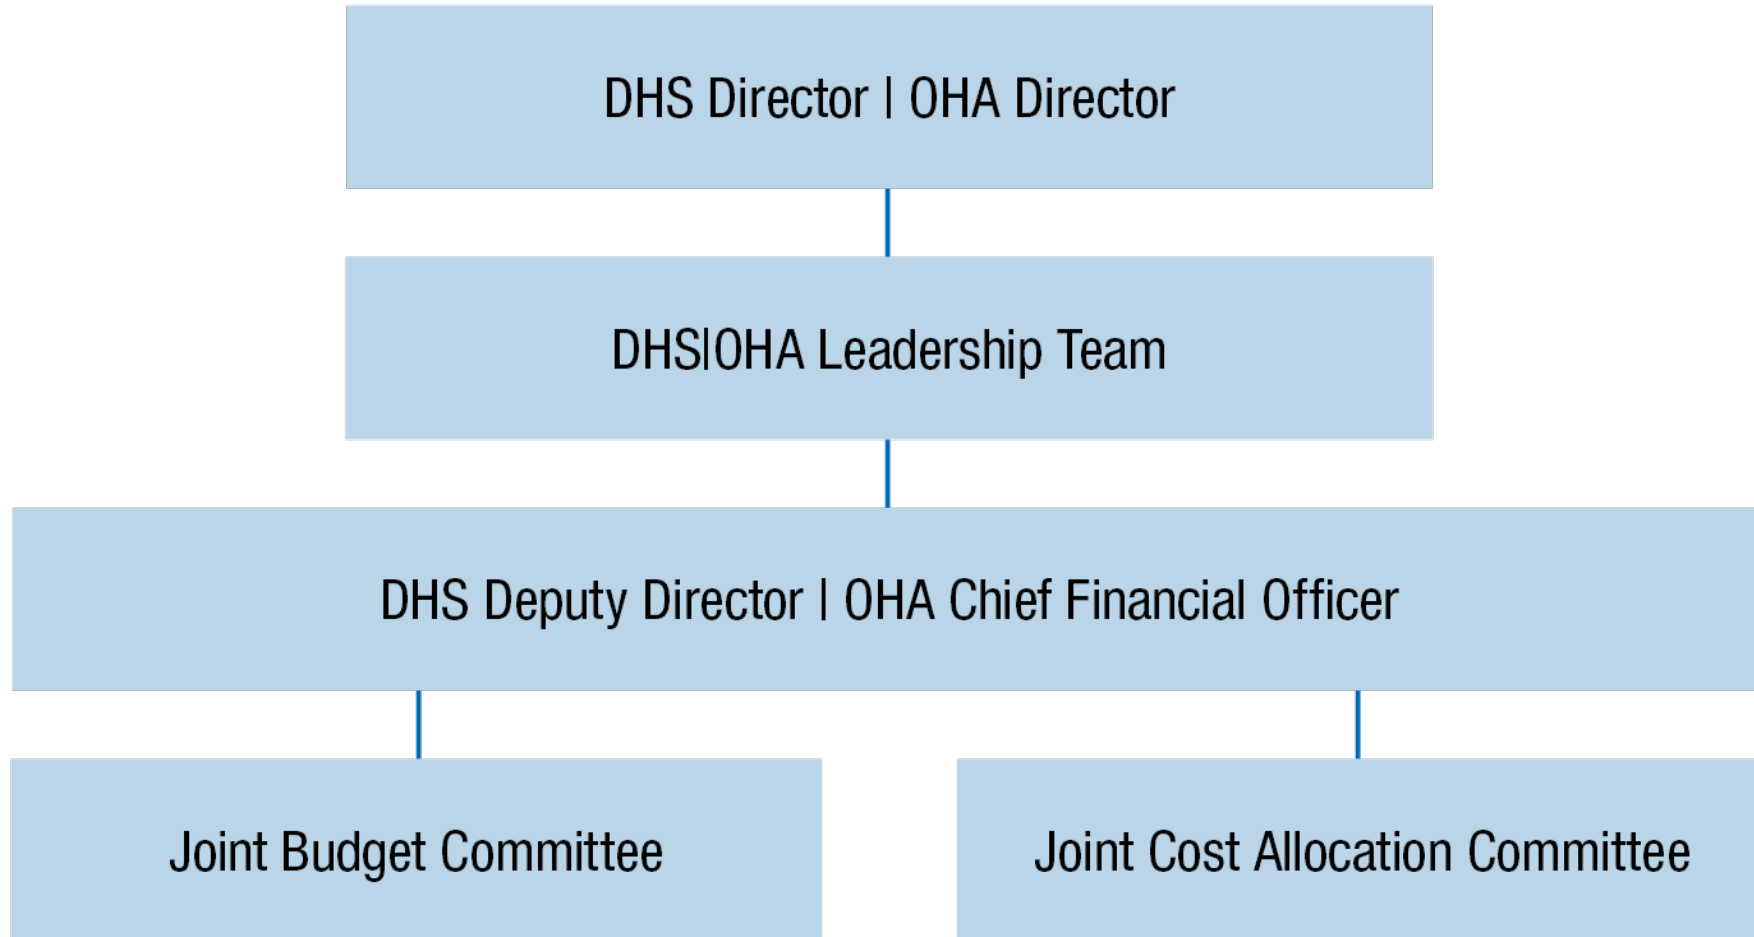 DHS Director | OHA Director
DHS|OHA Leadership Team
DHS Deputy Director | OHA Chief Financial Officer
Joint Budget Committee
Joint Cost Allocation Committee